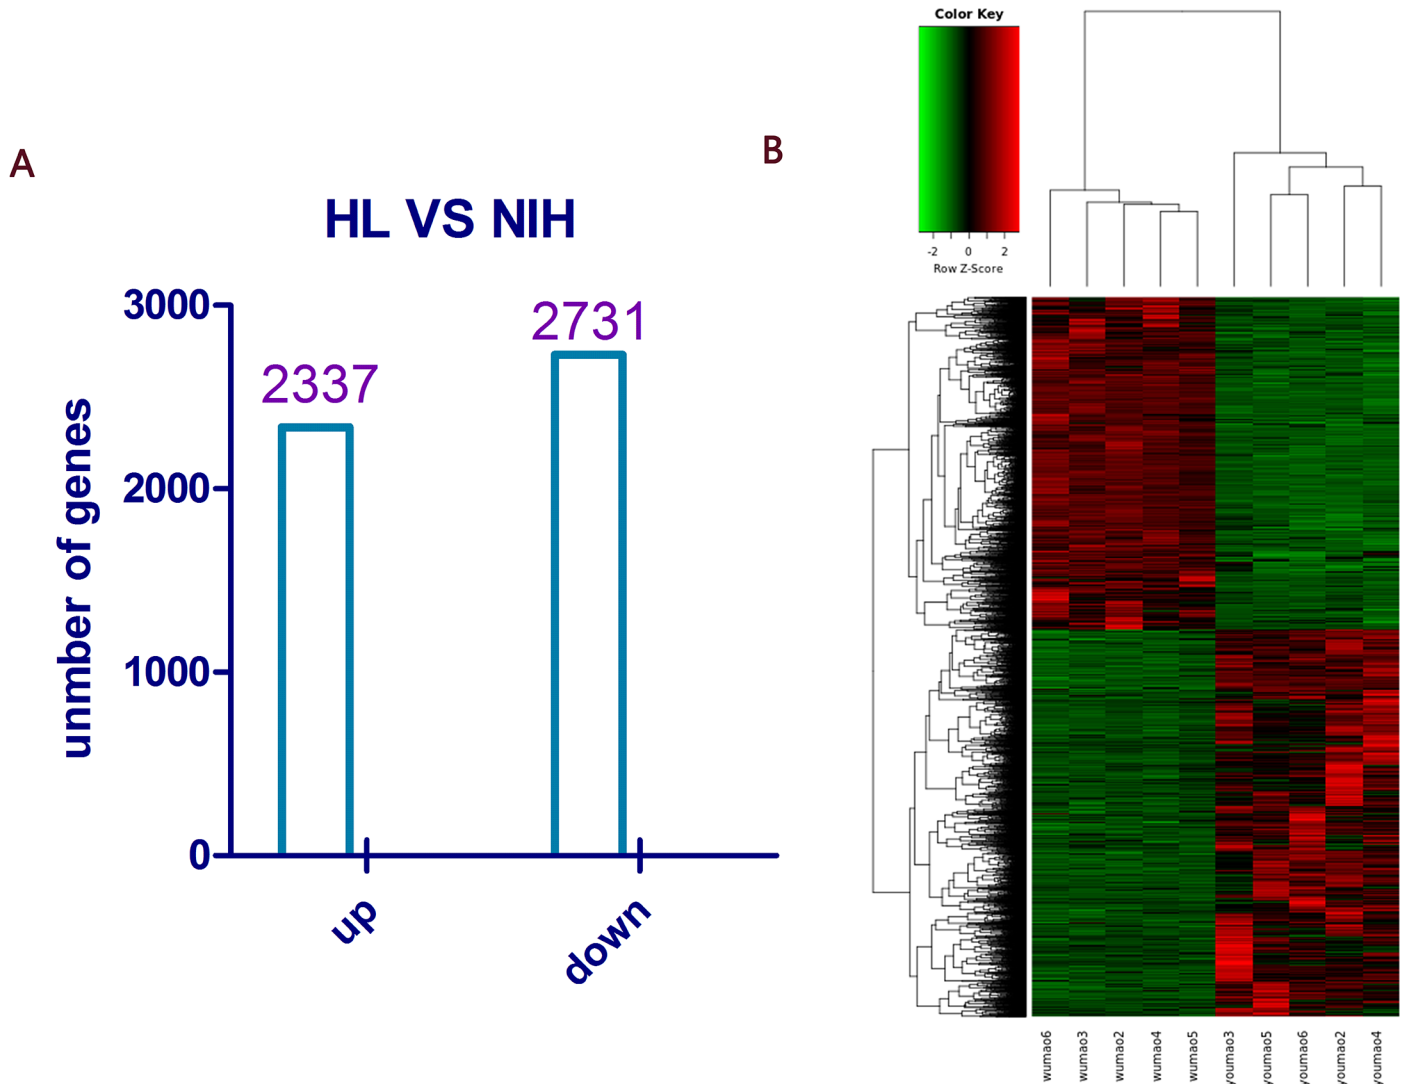 A
HL VS NIH
unmber of genes
3000
2000
1000
0
2337
2731
up
down
B
Color Key
-2 0 2
Row Z-Score
wumao6
wumao3
wumao2
wumao4
wumao5
youmao3
youmao5
youmao6
youmao2
youmao4